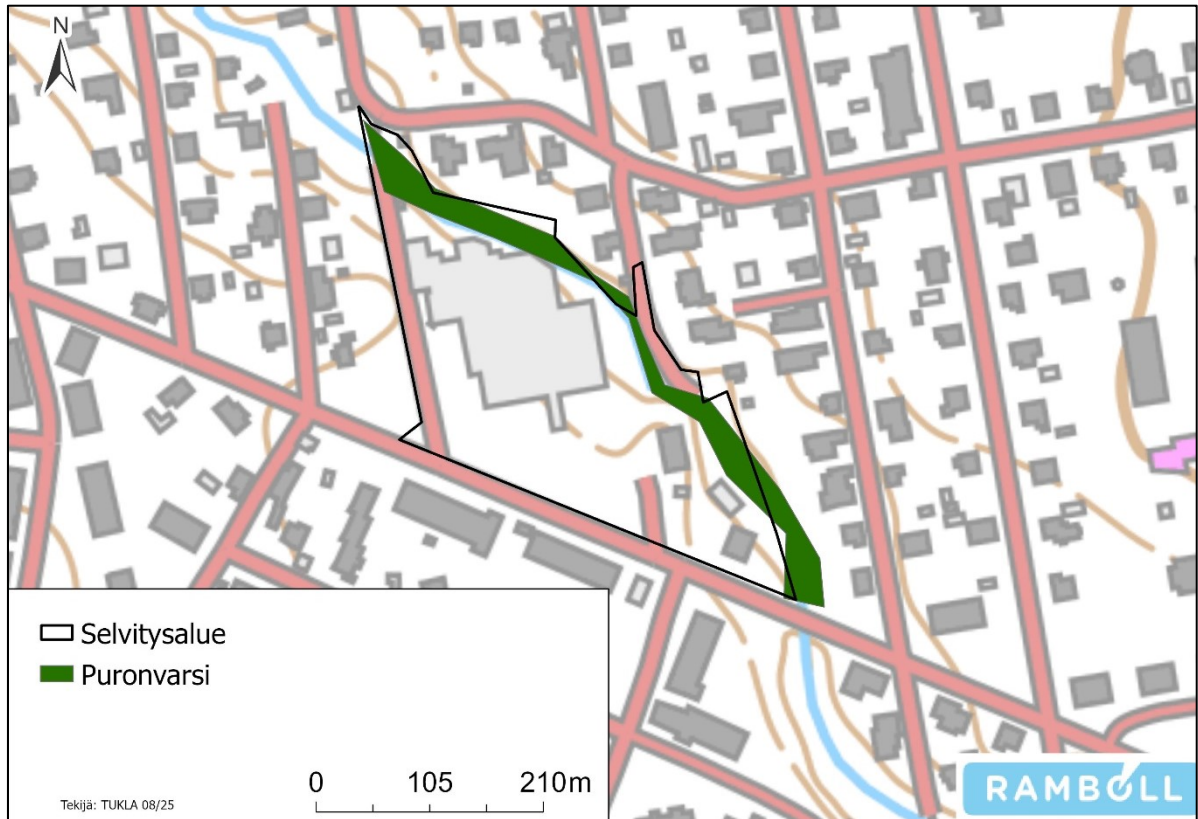 N
Selvitysalue
Puronvarsi
0 105 210m
Tekijä: TUKLA 08/25
RAMBOLL